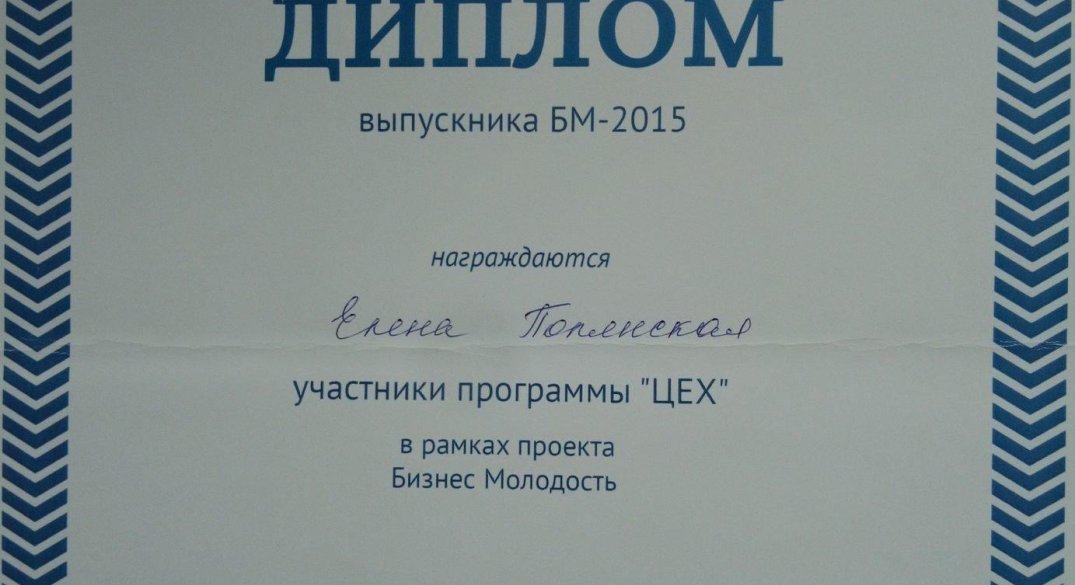 ДИПЛОМ
выпускника БМ-2015
награждаются
Елена Полянская
участники программы "ЦЕХ"
в рамках проекта
Бизнес Молодость